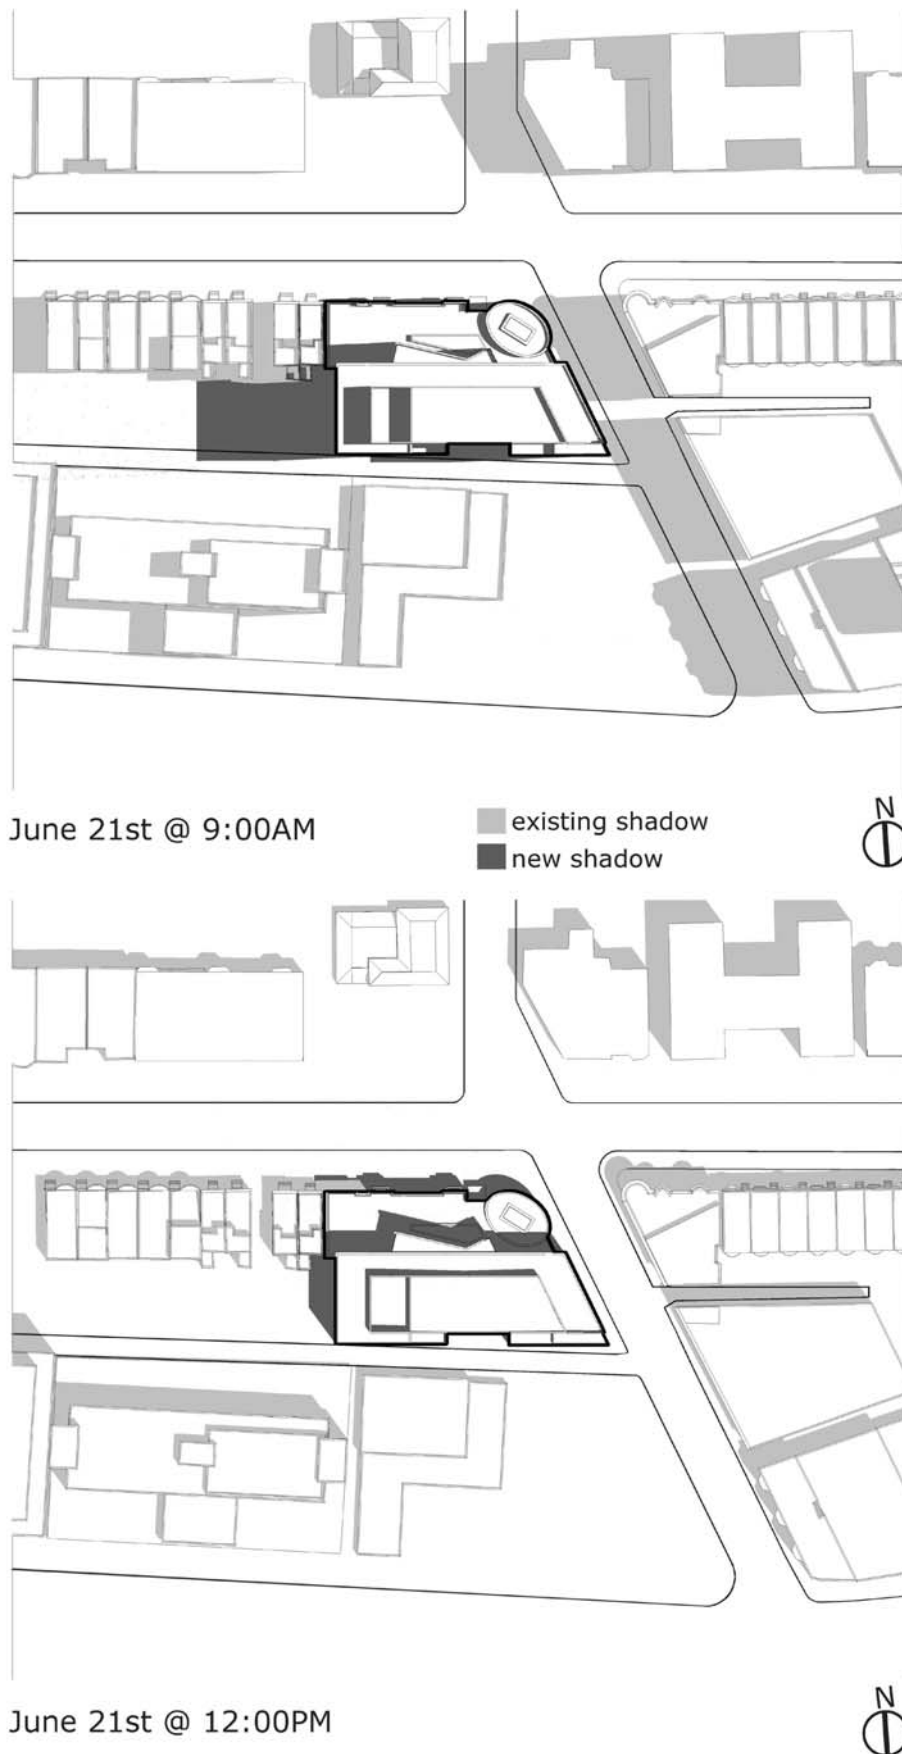 June 21st @ 9:00AM
existing shadow
new shadow
N
June 21st @ 12:00PM
N